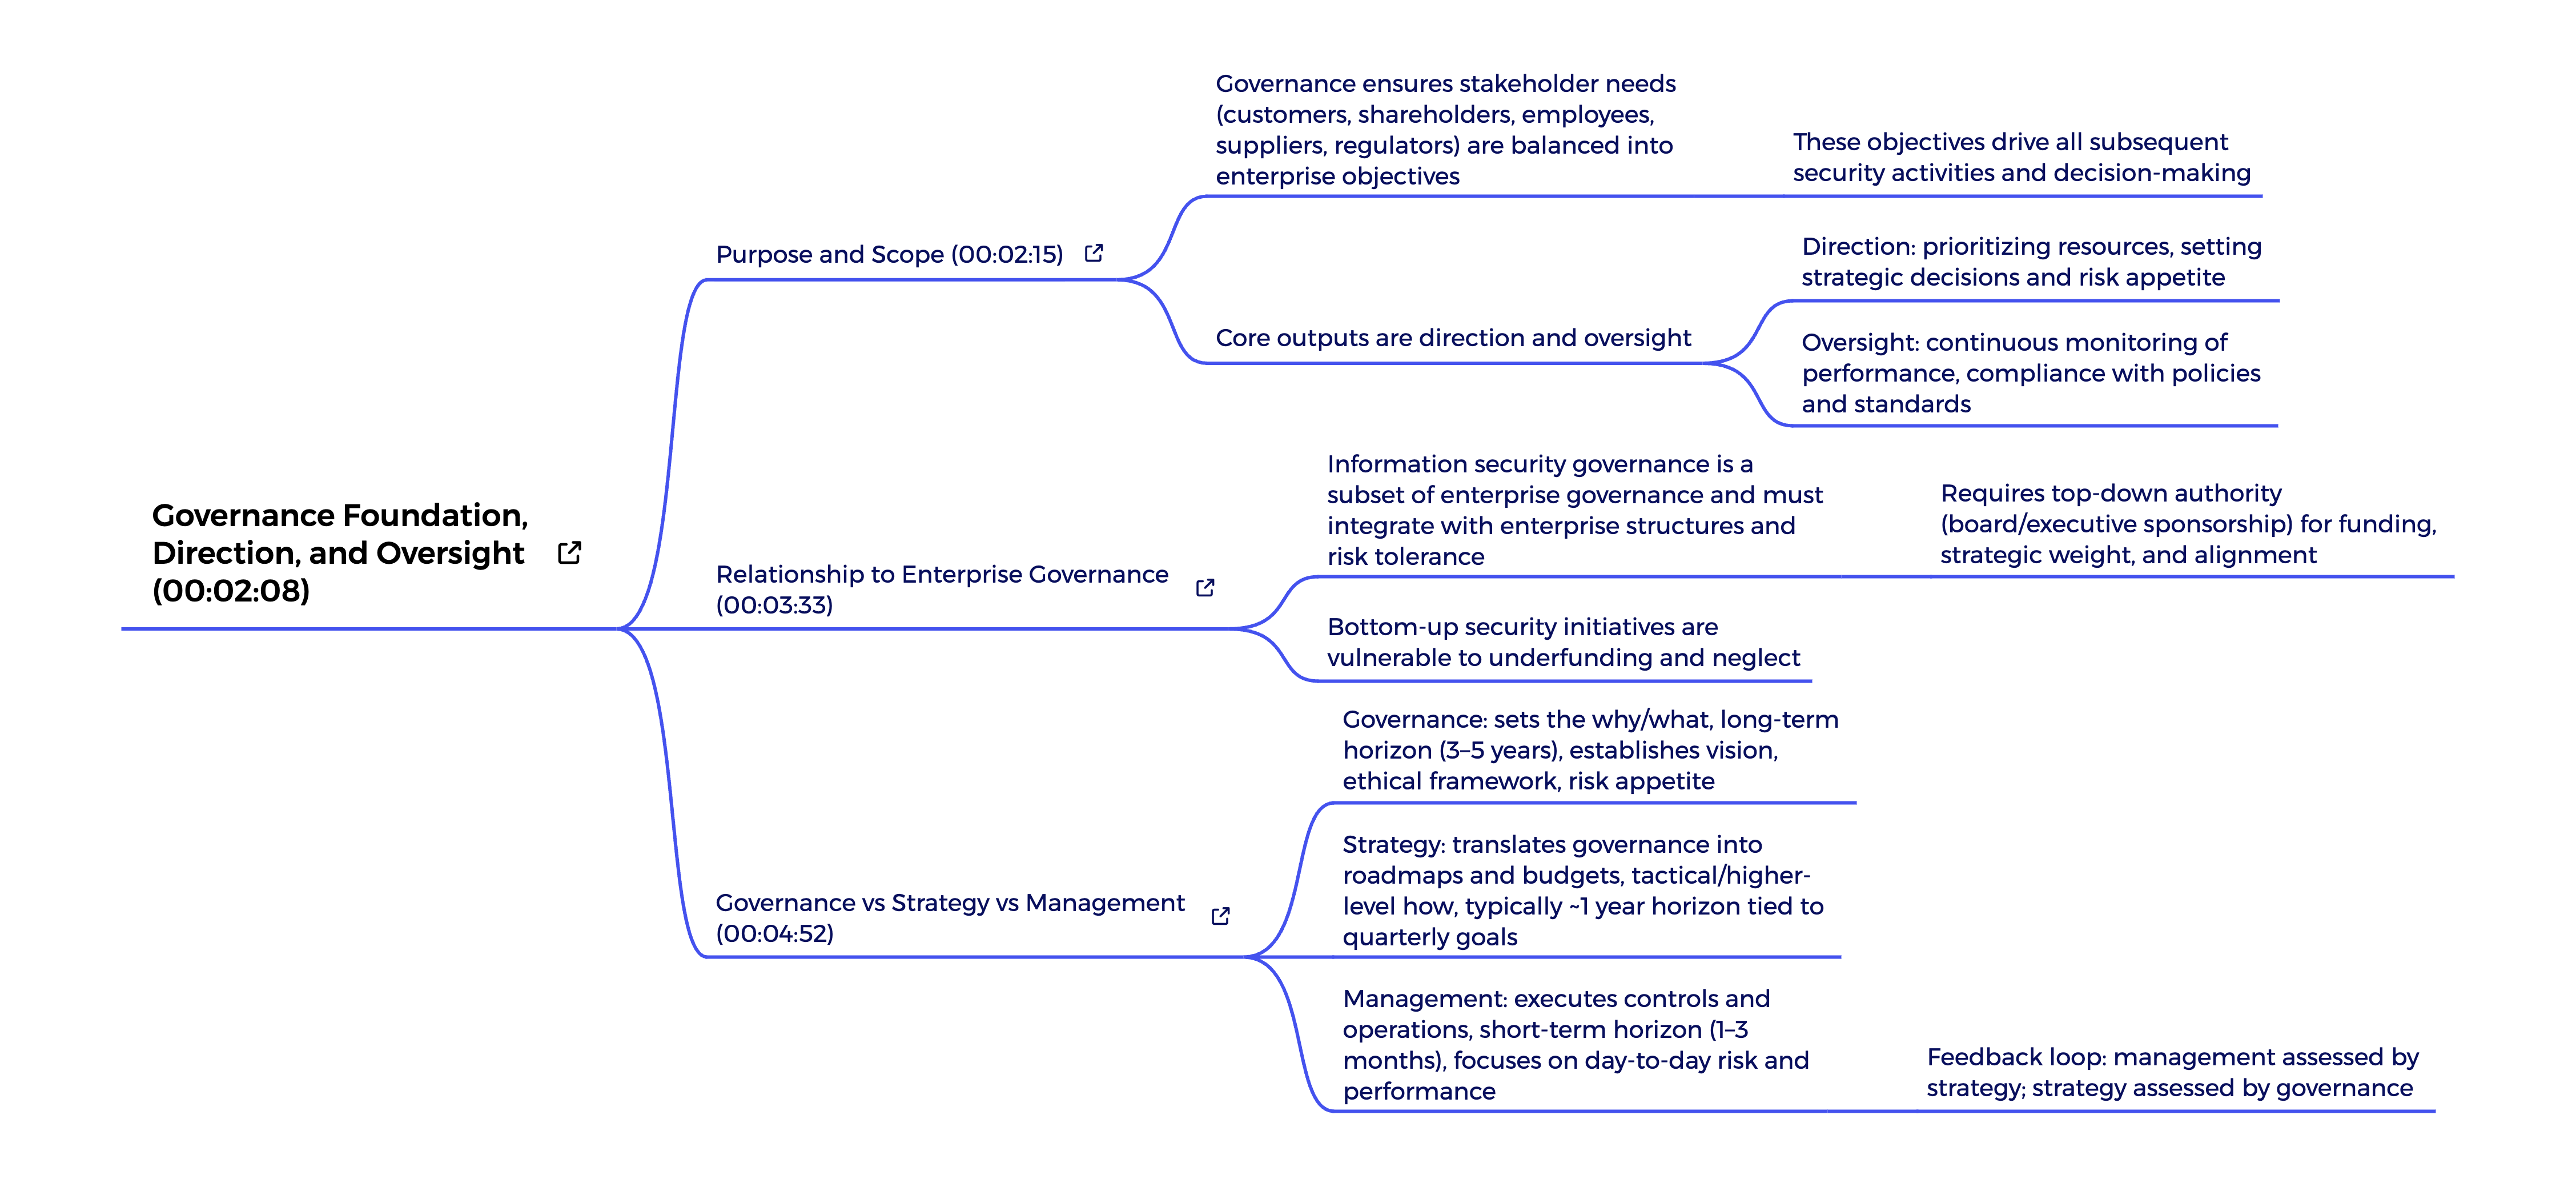 Governance Foundation,
Direction, and Oversight
(00:02:08)
Purpose and Scope (00:02:15)
Governance ensures stakeholder needs
(customers, shareholders, employees,
suppliers, regulators) are balanced into
enterprise objectives
These objectives drive all subsequent
security activities and decision-making
Core outputs are direction and oversight
Direction: prioritizing resources, setting
strategic decisions and risk appetite
Oversight: continuous monitoring of
performance, compliance with policies
and standards
Relationship to Enterprise Governance
(00:03:33)
Information security governance is a
subset of enterprise governance and must
integrate with enterprise structures and
risk tolerance
Requires top-down authority
(board/executive sponsorship) for funding,
strategic weight, and alignment
Bottom-up security initiatives are
vulnerable to underfunding and neglect
Governance vs Strategy vs Management
(00:04:52)
Governance: sets the why/what, long-term
horizon (3–5 years), establishes vision,
ethical framework, risk appetite
Strategy: translates governance into
roadmaps and budgets, tactical/higher-
level how, typically ~1 year horizon tied to
quarterly goals
Management: executes controls and
operations, short-term horizon (1–3
months), focuses on day-to-day risk and
performance
Feedback loop: management assessed by
strategy; strategy assessed by governance